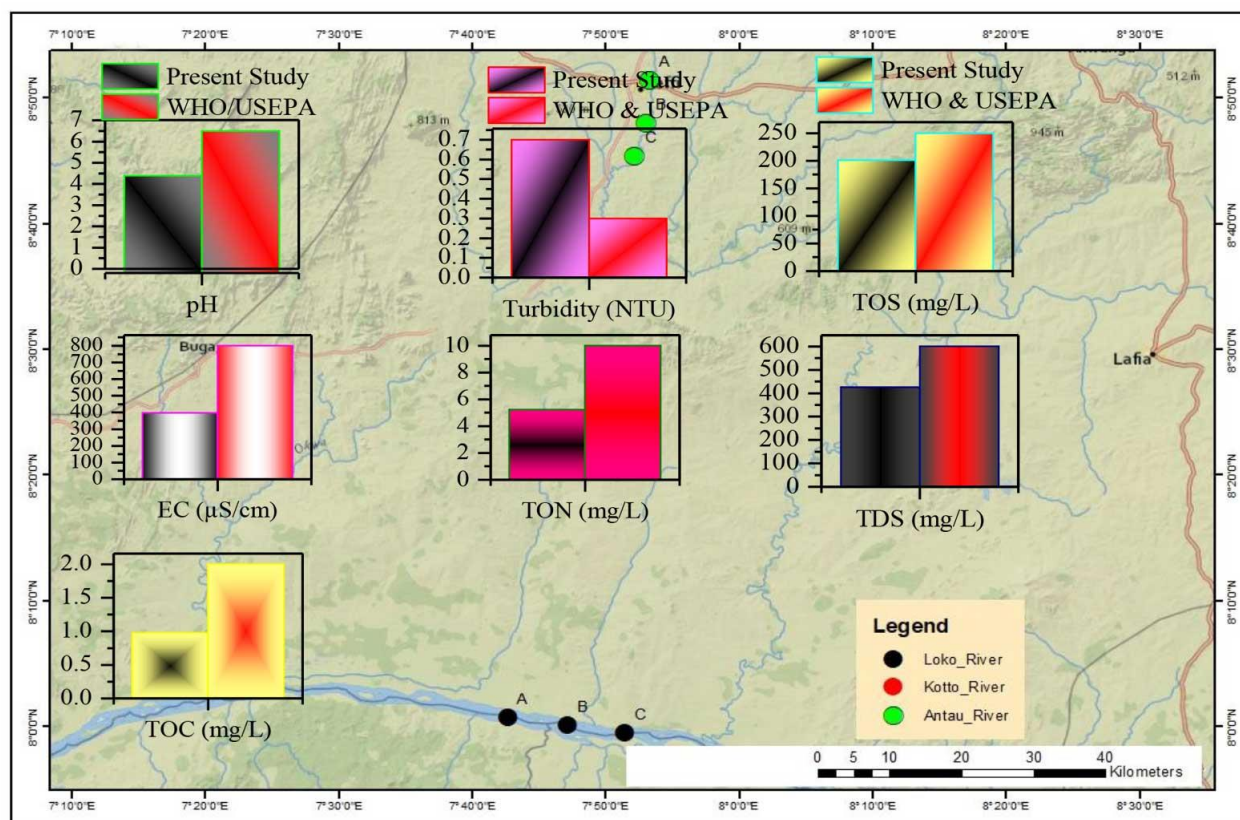 7°10'0"E 7°20'0"E 7°30'0"E 7°40'0"E 7°50'0"E 8°0'0"E 8°10'0"E 8°20'0"E 8°30'0"E
8°50'0"N 8°50'0"N
8°40'0"N 8°40'0"N
8°30'0"N 8°30'0"N
8°20'0"N 8°20'0"N
8°10'0"N 8°10'0"N
8°0'0"N 8°0'0"N
Present Study
WHO/USEPA
7
6
5
4
3
2
1
0
pH
Present Study
WHO & USEPA
0.7
0.6
0.5
0.4
0.3
0.2
0.1
0.0
Turbidity (NTU)
Present Study
WHO & USEPA
250
200
150
100
50
0
TOS (mg/L)
A
B
C
813 m
512 m
945 m
609 m
Buga
Lafia
800
700
600
500
400
300
200
100
0
EC (µS/cm)
10
8
6
4
2
0
TON (mg/L)
600
500
400
300
200
100
0
TDS (mg/L)
2.0
1.5
1.0
0.5
0.0
TOC (mg/L)
A
B
C
Legend
Loko_River
Kotto_River
Antau_River
0 5 10 20 30 40
Kilometers
7°10'0"E 7°20'0"E 7°30'0"E 7°40'0"E 7°50'0"E 8°0'0"E 8°10'0"E 8°20'0"E 8°30'0"E